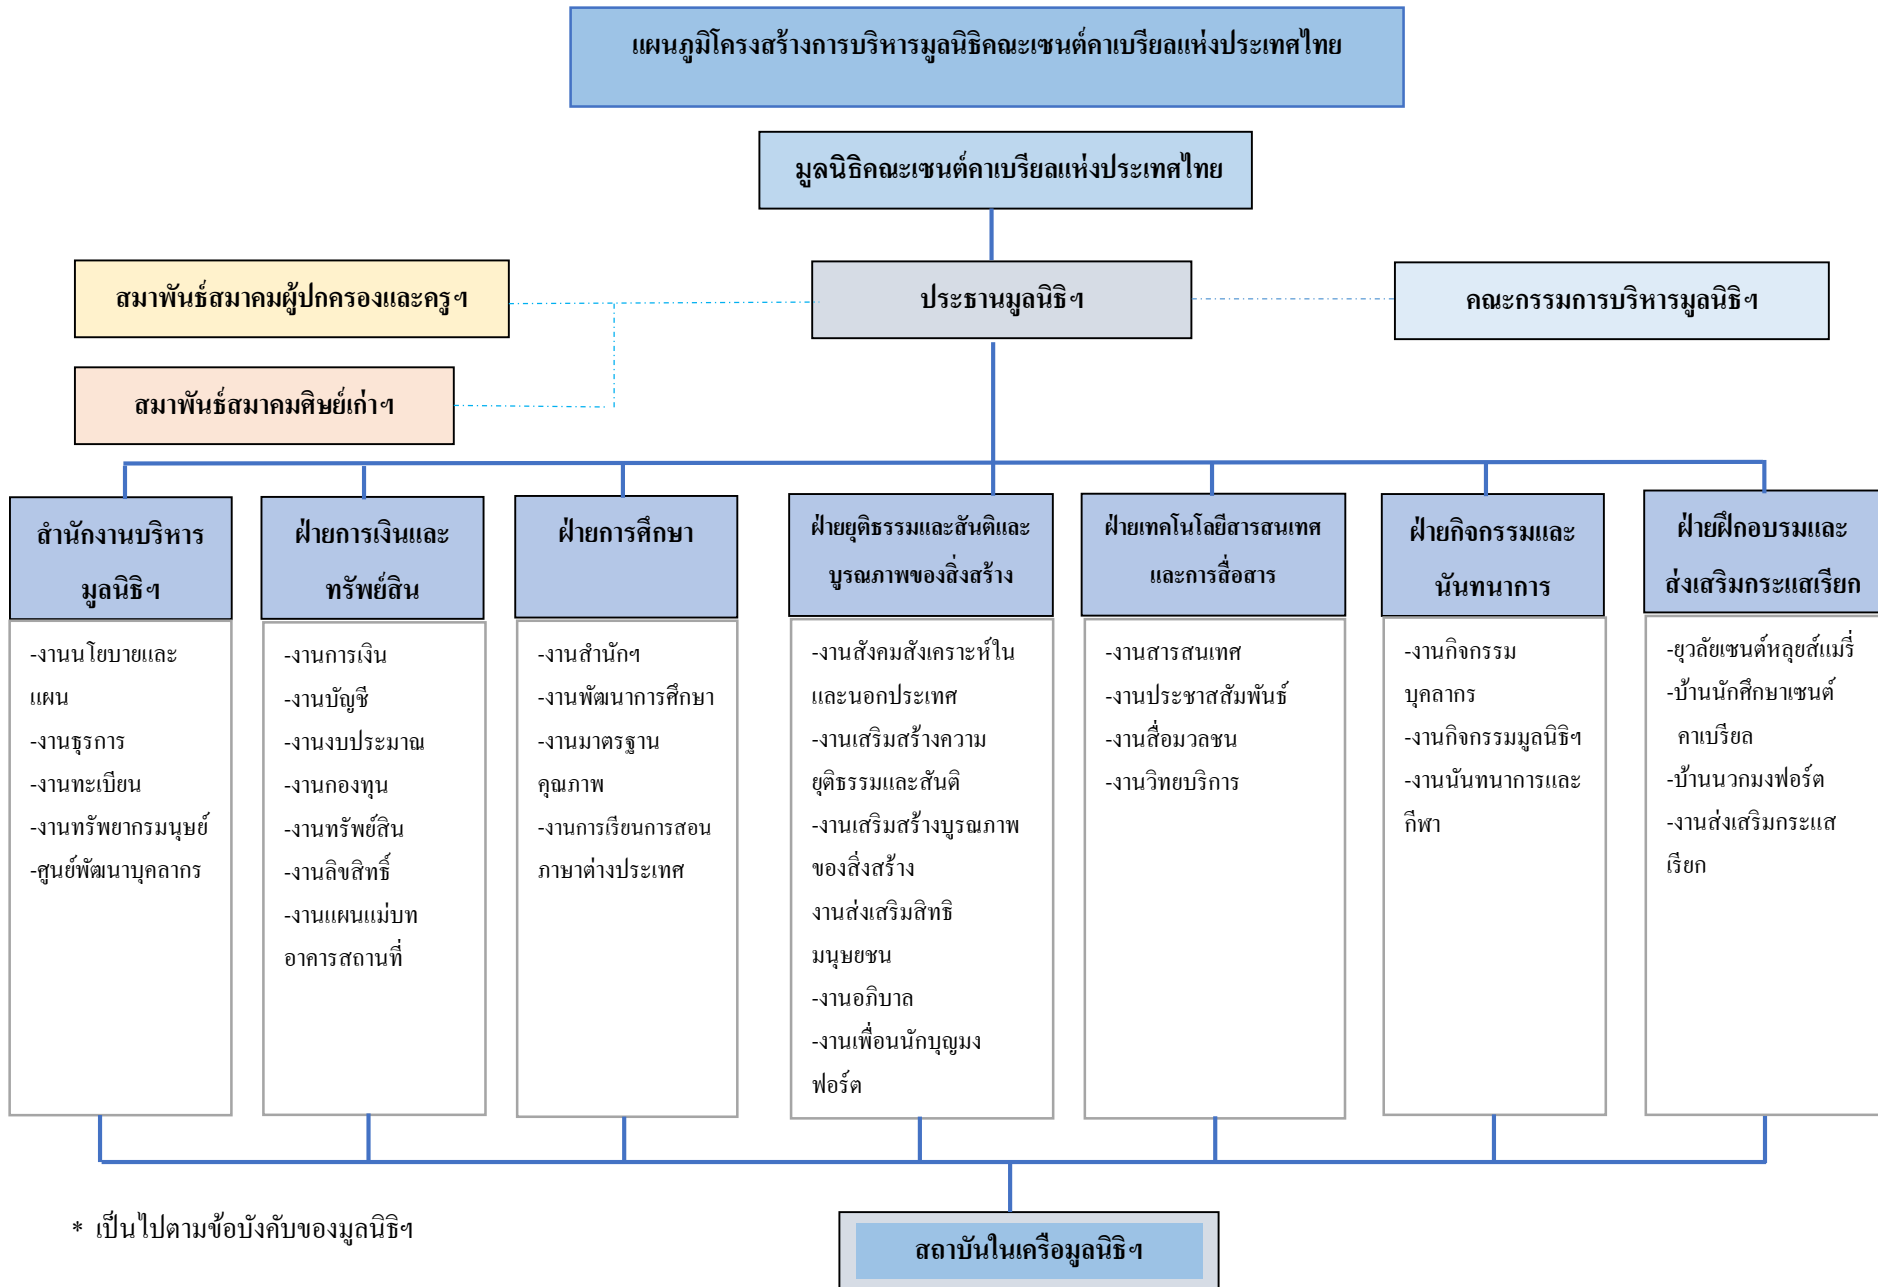 แผนภูมิโครงสร้างการบริหารมูลนิธิคณะเซนต์คาเบรียลแห่งประเทศไทย
มูลนิธิคณะเซนต์คาเบรียลแห่งประเทศไทย
สมาพันธ์สมาคมผู้ปกครองและครูฯ
ประธานมูลนิธิฯ
คณะกรรมการบริหารมูลนิธิฯ
สมาพันธ์สมาคมศิษย์เก่าฯ
สำนักงานบริหาร
มูลนิธิฯ
-งานนโยบายและ
แผน
-งานธุรการ
-งานทะเบียน
-งานทรัพยากรมนุษย์
-ศูนย์พัฒนาบุคลากร
ฝ่ายการเงินและ
ทรัพย์สิน
-งานการเงิน
-งานบัญชี
-งานงบประมาณ
-งานกองทุน
-งานทรัพย์สิน
-งานลิขสิทธิ์
-งานแผนแม่บท
อาคารสถานที่
ฝ่ายการศึกษา
-งานสำนักฯ
-งานพัฒนาการศึกษา
-งานมาตรฐาน
คุณภาพ
-งานการเรียนการสอน
ภาษาต่างประเทศ
ฝ่ายยุติธรรมและสันติและ
บูรณภาพของสิ่งสร้าง
-งานสังคมสังเคราะห์ใน
และนอกประเทศ
-งานเสริมสร้างความ
ยุติธรรมและสันติ
-งานเสริมสร้างบูรณภาพ
ของสิ่งสร้าง
งานส่งเสริมสิทธิ
มนุษยชน
-งานอภิบาล
-งานเพื่อนนักบุญมง
ฟอร์ต
ฝ่ายเทคโนโลยีสารสนเทศ
และการสื่อสาร
-งานสารสนเทศ
-งานประชาสสัมพันธ์
-งานสื่อมวลชน
-งานวิทยบริการ
ฝ่ายกิจกรรมและ
นันทนาการ
-งานกิจกรรม
บุคลากร
-งานกิจกรรมมูลนิธิฯ
-งานนันทนาการและ
กีฬา
ฝ่ายฝึกอบรมและ
ส่งเสริมกระแสเรียก
-ยุวลัยเซนต์หลุยส์แมรี่
-บ้านนักศึกษาเซนต์
คาเบรียล
-บ้านนวกมงฟอร์ต
-งานส่งเสริมกระแส
เรียก
* เป็นไปตามข้อบังคับของมูลนิธิฯ
สถาบันในเครือมูลนิธิฯ